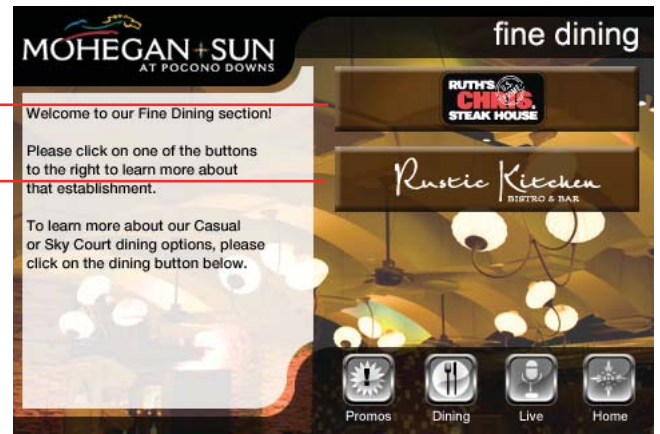 MOHEGAN SUN
AT POCONO DOWNS
fine dining
Welcome to our Fine Dining section!
Please click on one of the buttons
to the right to learn more about
that establishment.
To learn more about our Casual
or Sky Court dining options, please
click on the dining button below.
RUTH'S
CHRIS
STEAK HOUSE
Rustic Kitchen
BISTRO & BAR
Promos
Dining
Live
Home